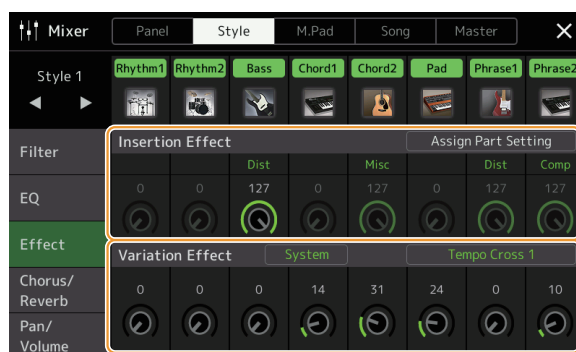 Mixer Panel Style M.Pad Song Master ×
Style 1 Rhythm1 Rhythm2 Bass Chord1 Chord2 Pad Phrase1 Phrase2
Filter
Insertion Effect Assign Part Setting
Dist Misc Dist Comp
0 0 127 0 127 0 127 127
EQ
Effect
Variation Effect System Tempo Cross 1
Chorus/
Reverb
0 0 0 14 31 24 0 10
Pan/
Volume